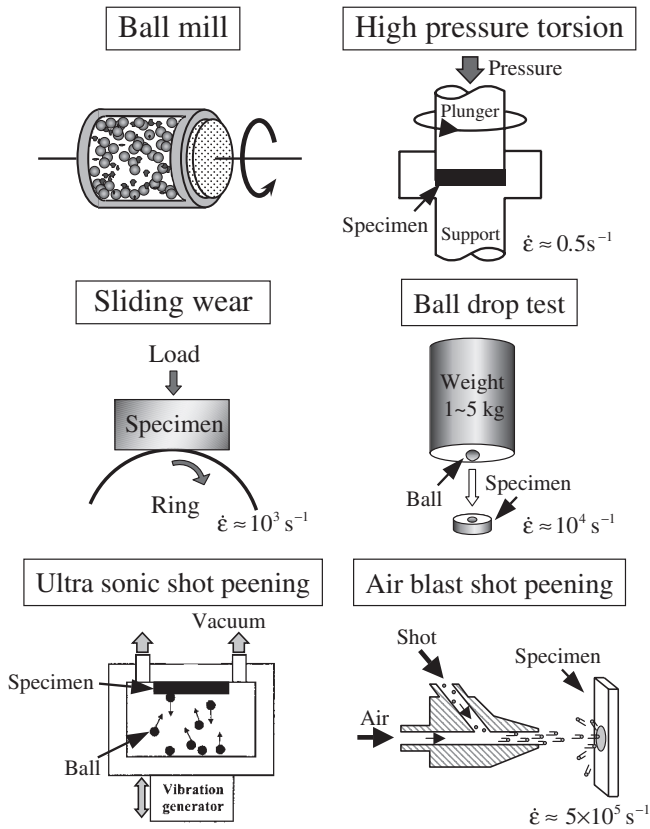 Ball mill
High pressure torsion
Pressure
Plunger
Specimen
Support
ε̇ ≈ 0.5s⁻¹
Sliding wear
Load
Specimen
Ring
ε̇ ≈ 10³ s⁻¹
Ball drop test
Weight
1~5 kg
Ball
Specimen
ε̇ ≈ 10⁴ s⁻¹
Ultra sonic shot peening
Vacuum
Specimen
Ball
Vibration
generator
Air blast shot peening
Shot
Specimen
Air
ε̇ ≈ 5×10⁵ s⁻¹